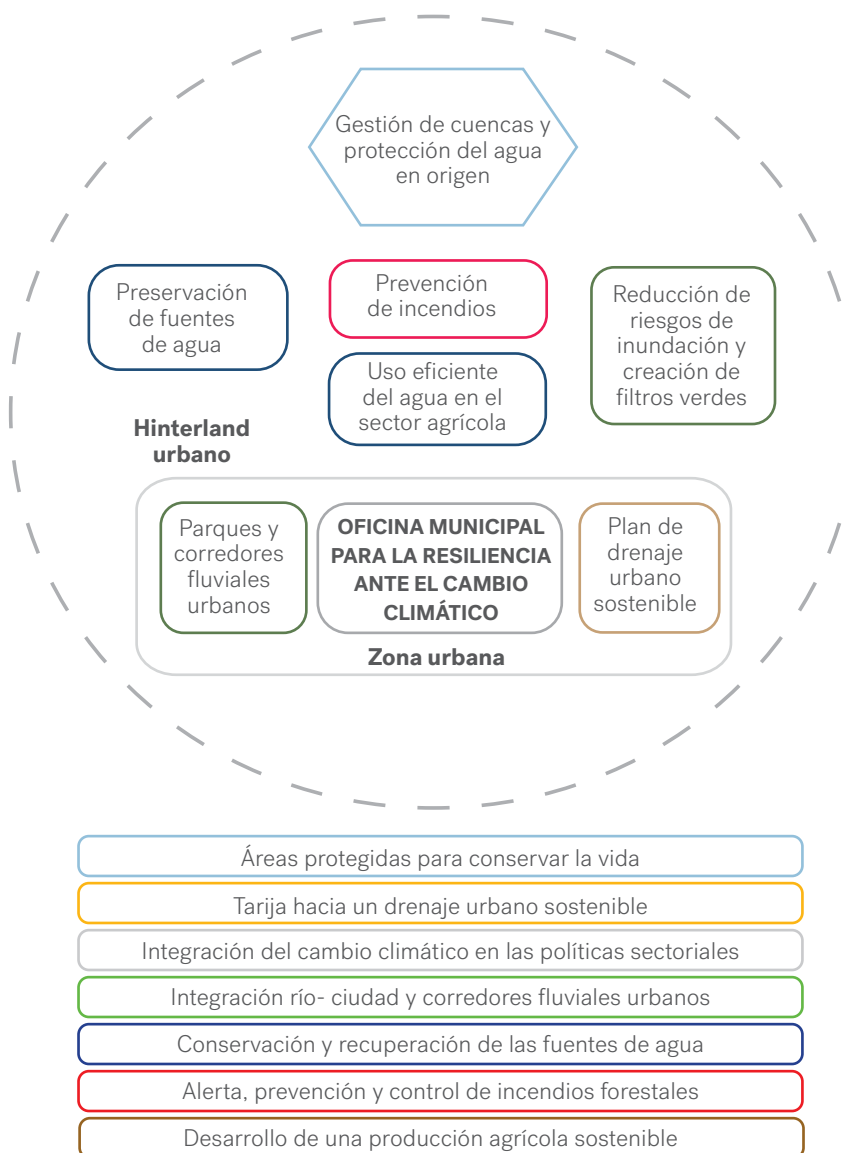 Gestión de cuencas y
protección del agua
en origen
Preservación
de fuentes
de agua
Prevención
de incendios
Uso eficiente
del agua en el
sector agrícola
Reducción de
riesgos de
inundación y
creación de
filtros verdes
Hinterland
urbano
Parques y
corredores
fluviales
urbanos
OFICINA MUNICIPAL
PARA LA RESILIENCIA
ANTE EL CAMBIO
CLIMÁTICO
Plan de
drenaje
urbano
sostenible
Zona urbana
Áreas protegidas para conservar la vida
Tarija hacia un drenaje urbano sostenible
Integración del cambio climático en las políticas sectoriales
Integración río- ciudad y corredores fluviales urbanos
Conservación y recuperación de las fuentes de agua
Alerta, prevención y control de incendios forestales
Desarrollo de una producción agrícola sostenible